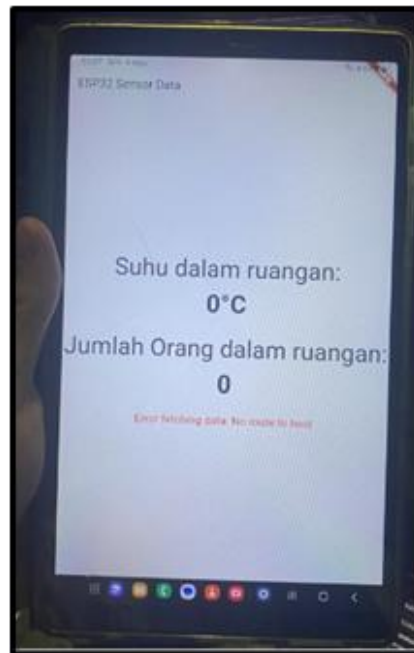 ESP32 Sensor Data
Suhu dalam ruangan:
0°C
Jumlah Orang dalam ruangan:
0
Error fetching data: No route to host